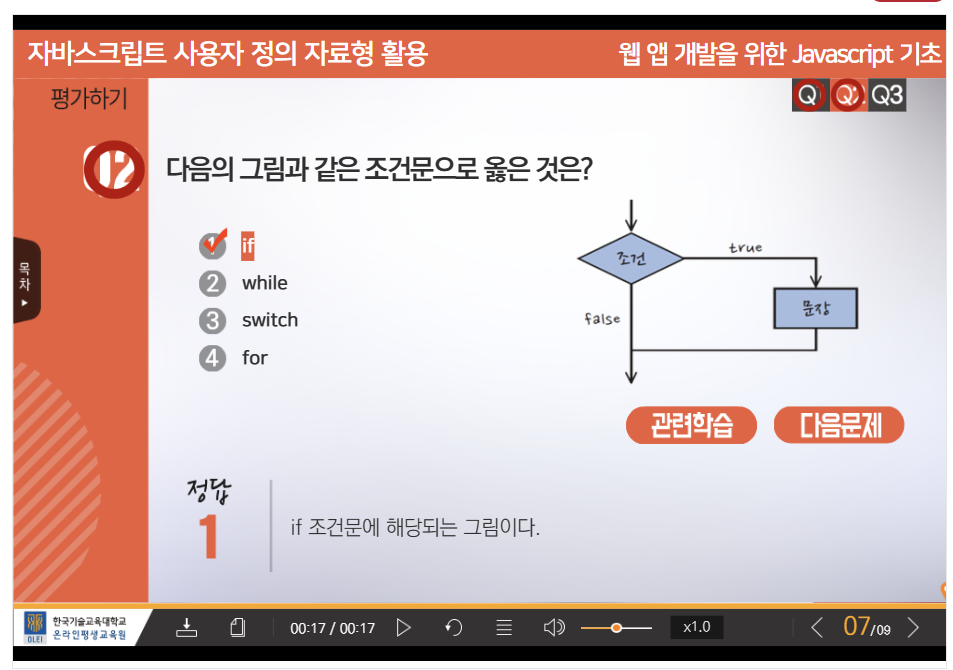 자바스크립트 사용자 정의 자료형 활용
웹 앱 개발을 위한 Javascript 기초
평가하기
Q Q2 Q3
다음의 그림과 같은 조건문으로 옳은 것은?
1 if
2 while
3 switch
4 for
조건
true
문장
false
관련학습
다음문제
목차
정답
1
if 조건문에 해당되는 그림이다.
OLEI
한국기술교육대학교
온라인평생교육원
00:17 / 00:17
x1.0
07/09